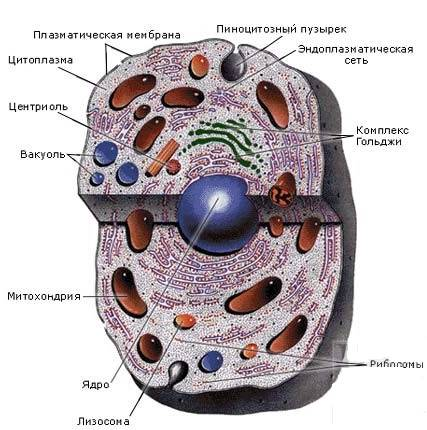 Пиноцитозный пузырек
Плазматическая мембрана
Эндоплазматическая
сеть
Цитоплазма
Центриоль
Комплекс
Гольджи
Вакуоль
Митохондрия
Рибосомы
Ядро
Лизосома